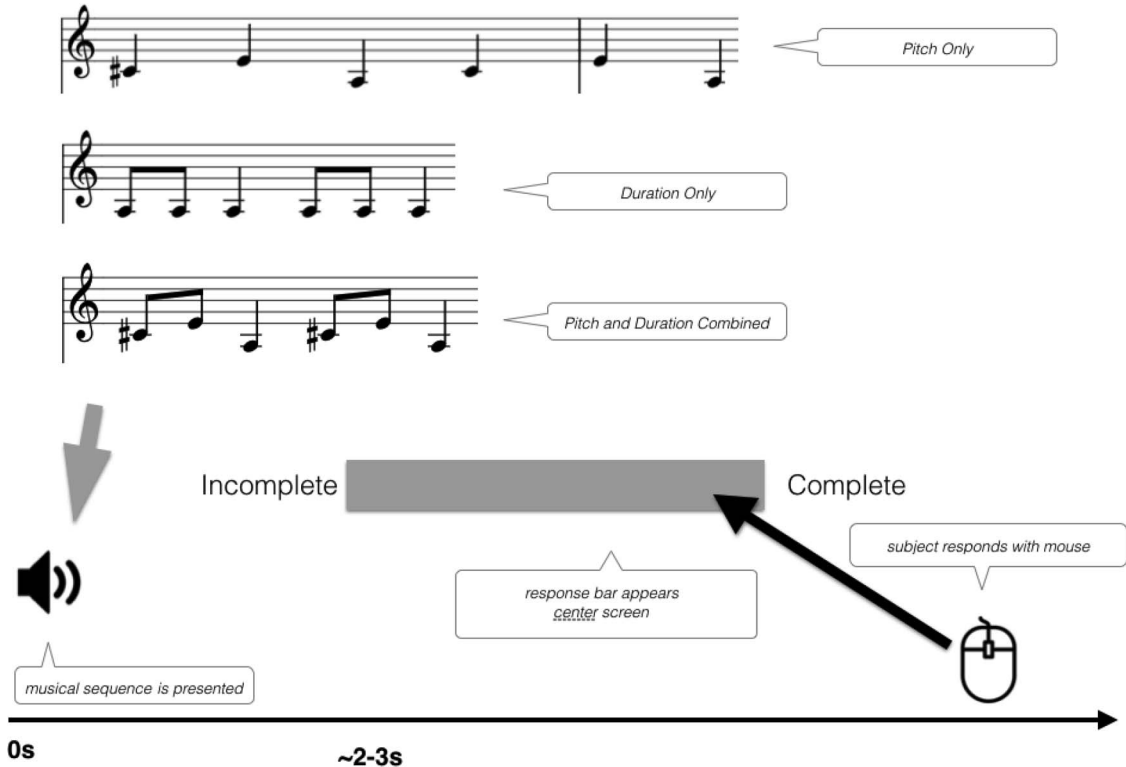 Pitch Only
Duration Only
Pitch and Duration Combined
Incomplete
Complete
subject responds with mouse
response bar appears
center screen
musical sequence is presented
0s
~2-3s